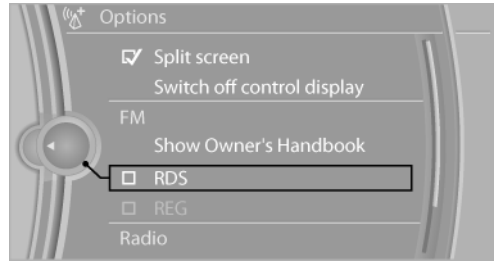 Options
Split screen
Switch off control display
FM
Show Owner's Handbook
RDS
REG
Radio